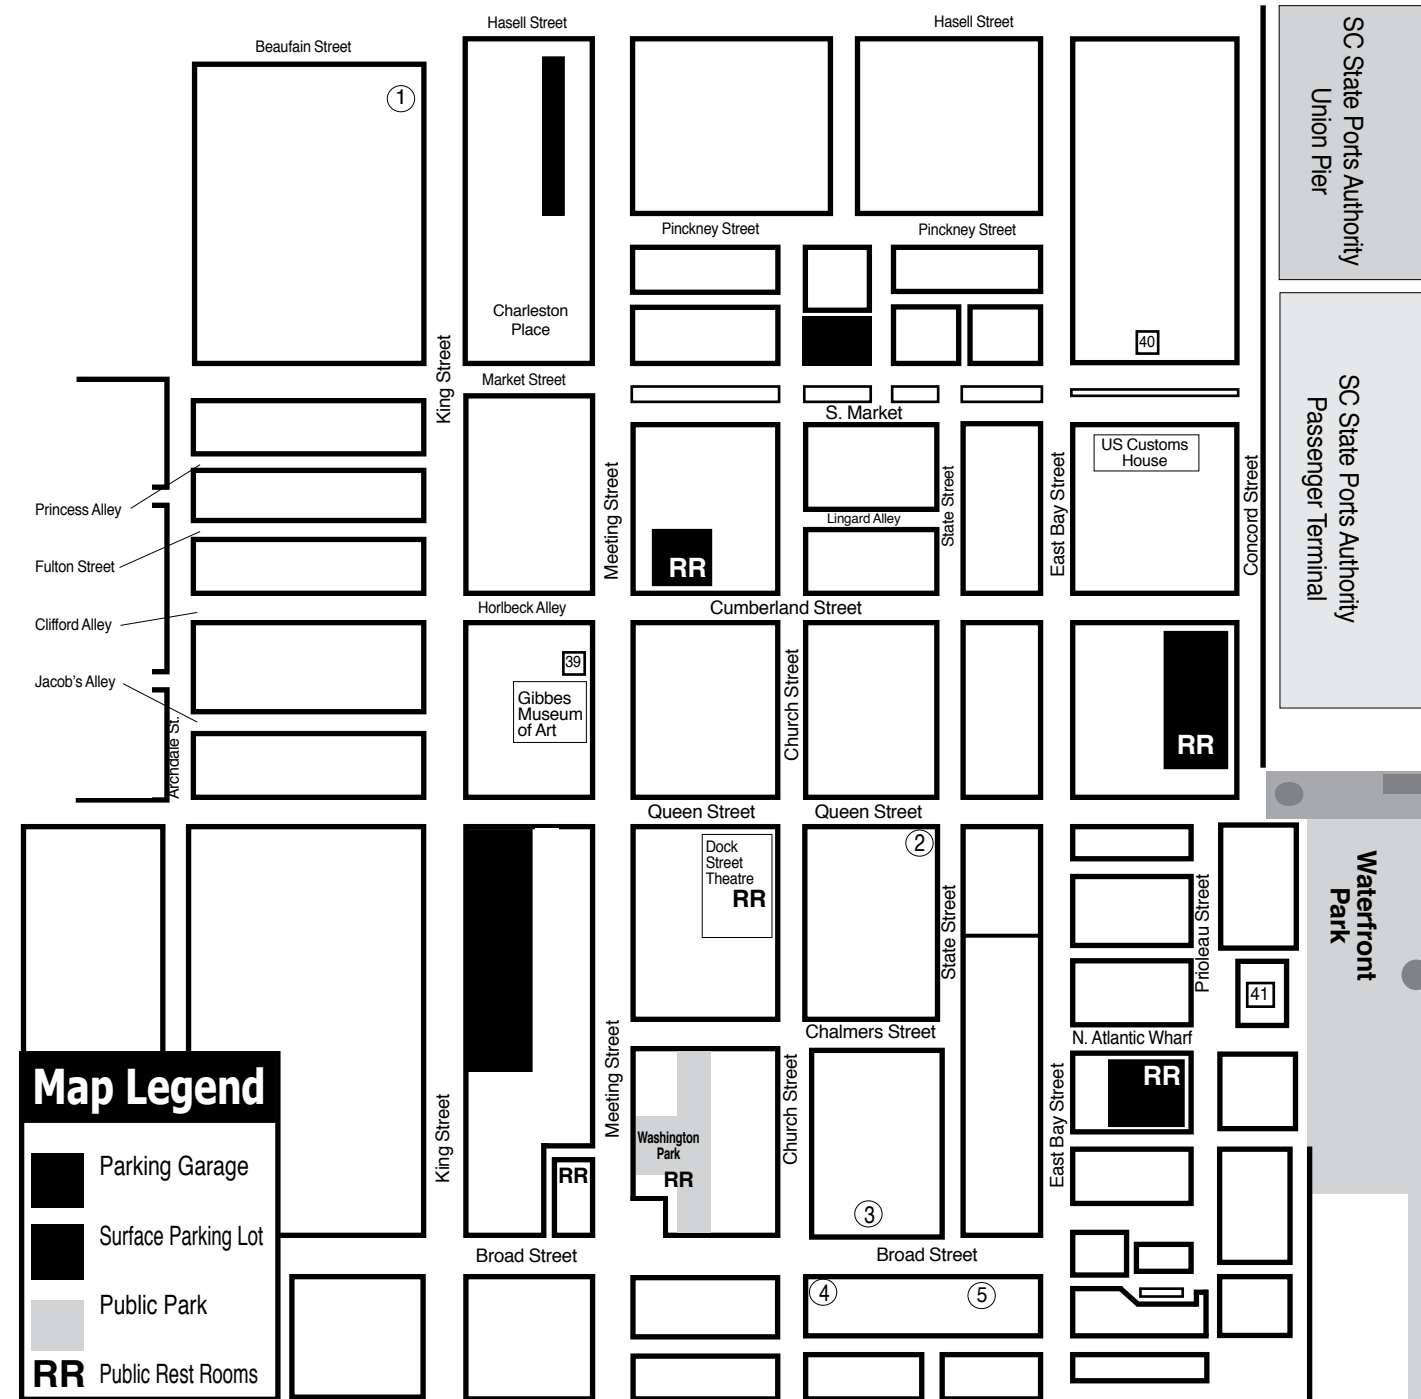 Hasell Street
Hasell Street
Beaufain Street
1
SC State Ports Authority
Union Pier
Pinckney Street
Pinckney Street
Charleston
Place
40
King Street
Market Street
S. Market
SC State Ports Authority
Passenger Terminal
US Customs
House
Meeting Street
State Street
East Bay Street
Concord Street
Princess Alley
Lingard Alley
RR
Fulton Street
Horlbeck Alley
Cumberland Street
Clifford Alley
39
Church Street
Jacob's Alley
Gibbes
Museum
of Art
Archdale St.
RR
Queen Street
Queen Street
Dock
Street
Theatre
RR
2
Waterfront
Park
State Street
Prioleau Street
41
Chalmers Street
N. Atlantic Wharf
Meeting Street
Church Street
King Street
East Bay Street
RR
Washington
Park
RR
RR
3
Broad Street
Broad Street
4
5
Map Legend
Parking Garage
Surface Parking Lot
Public Park
RR Public Rest Rooms